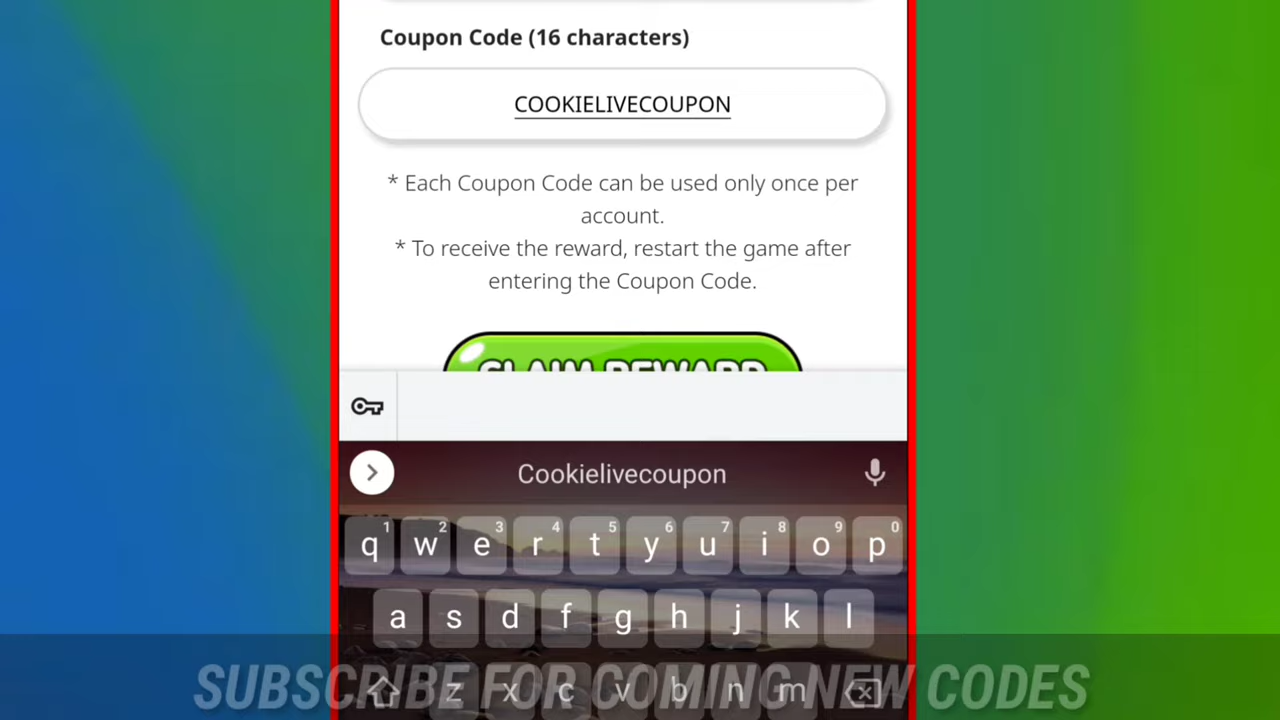 Coupon Code (16 characters)
COOKIELIVECOUPON
* Each Coupon Code can be used only once per
account.
* To receive the reward, restart the game after
entering the Coupon Code.
CLAIM REWARD
Cookielivecoupon
1 2 3 4 5 6 7 8 9 0
q w e r t y u i o p
a s d f g h j k l
z x c v b n m
SUBSCRIBE FOR COMING NEW CODES